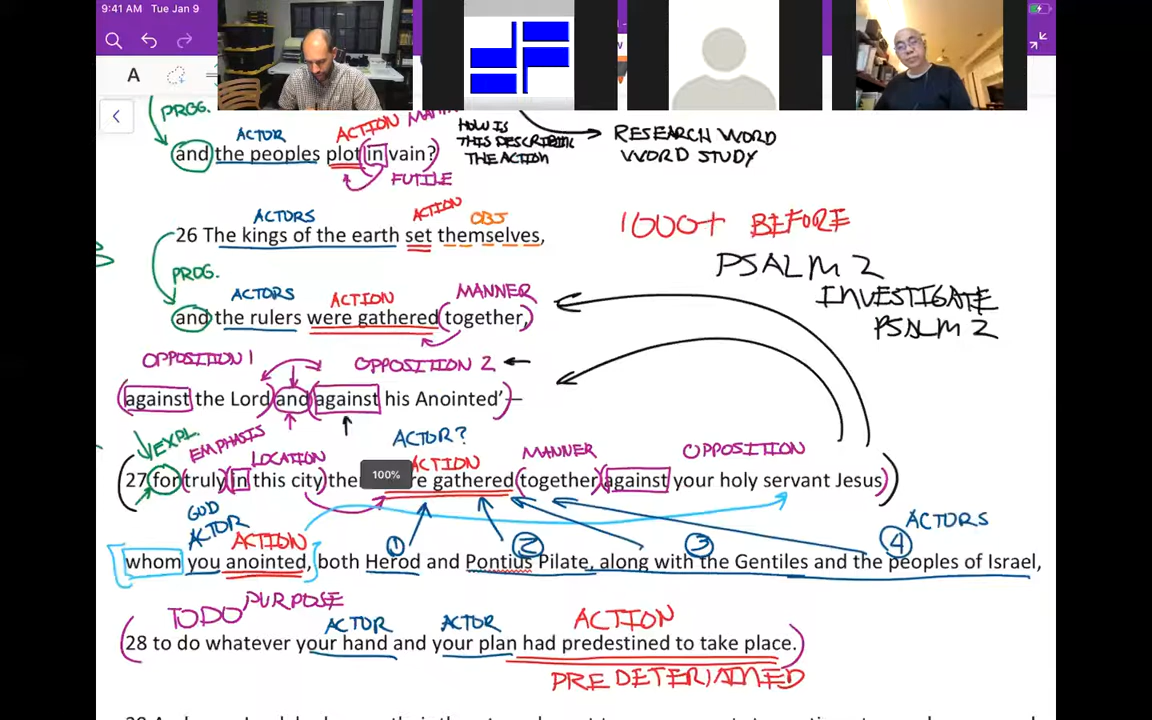 9:41 AM Tue Jan 9
A
PROG.
ACTOR ACTION
and the peoples plot in vain?
FUTILE
HOW IS
THIS DESCRIBING
THE ACTION
RESEARCH WORD
WORD STUDY
ACTORS ACTION OBJ
26 The kings of the earth set themselves,
PROG.
ACTORS ACTION MANNER
and the rulers were gathered together,
1000+ BEFORE
PSALM 2
INVESTIGATE
PSALM 2
OPPOSITION 1 OPPOSITION 2
against the Lord and against his Anointed’—
EXPL. EMPHASIS LOCATION ACTOR? ACTION MANNER OPPOSITION
100%
27 for truly in this city the re gathered together against your holy servant Jesus
GOD
ACTOR ACTION 1 2 3 4 ACTORS
whom you anointed, both Herod and Pontius Pilate, along with the Gentiles and the peoples of Israel,
TO DO PURPOSE ACTOR ACTOR ACTION
28 to do whatever your hand and your plan had predestined to take place.
PREDETERIAMED